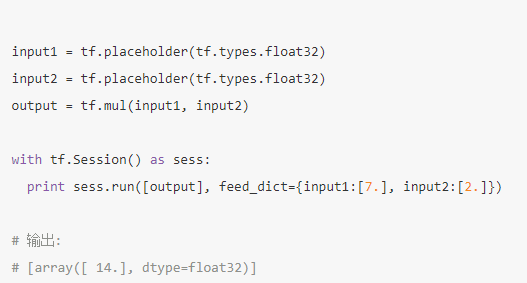 input1 = tf.placeholder(tf.types.float32)
input2 = tf.placeholder(tf.types.float32)
output = tf.mul(input1, input2)
with tf.Session() as sess:
  print sess.run([output], feed_dict={input1:[7.], input2:[2.]})
# 输出:
# [array([ 14.], dtype=float32)]